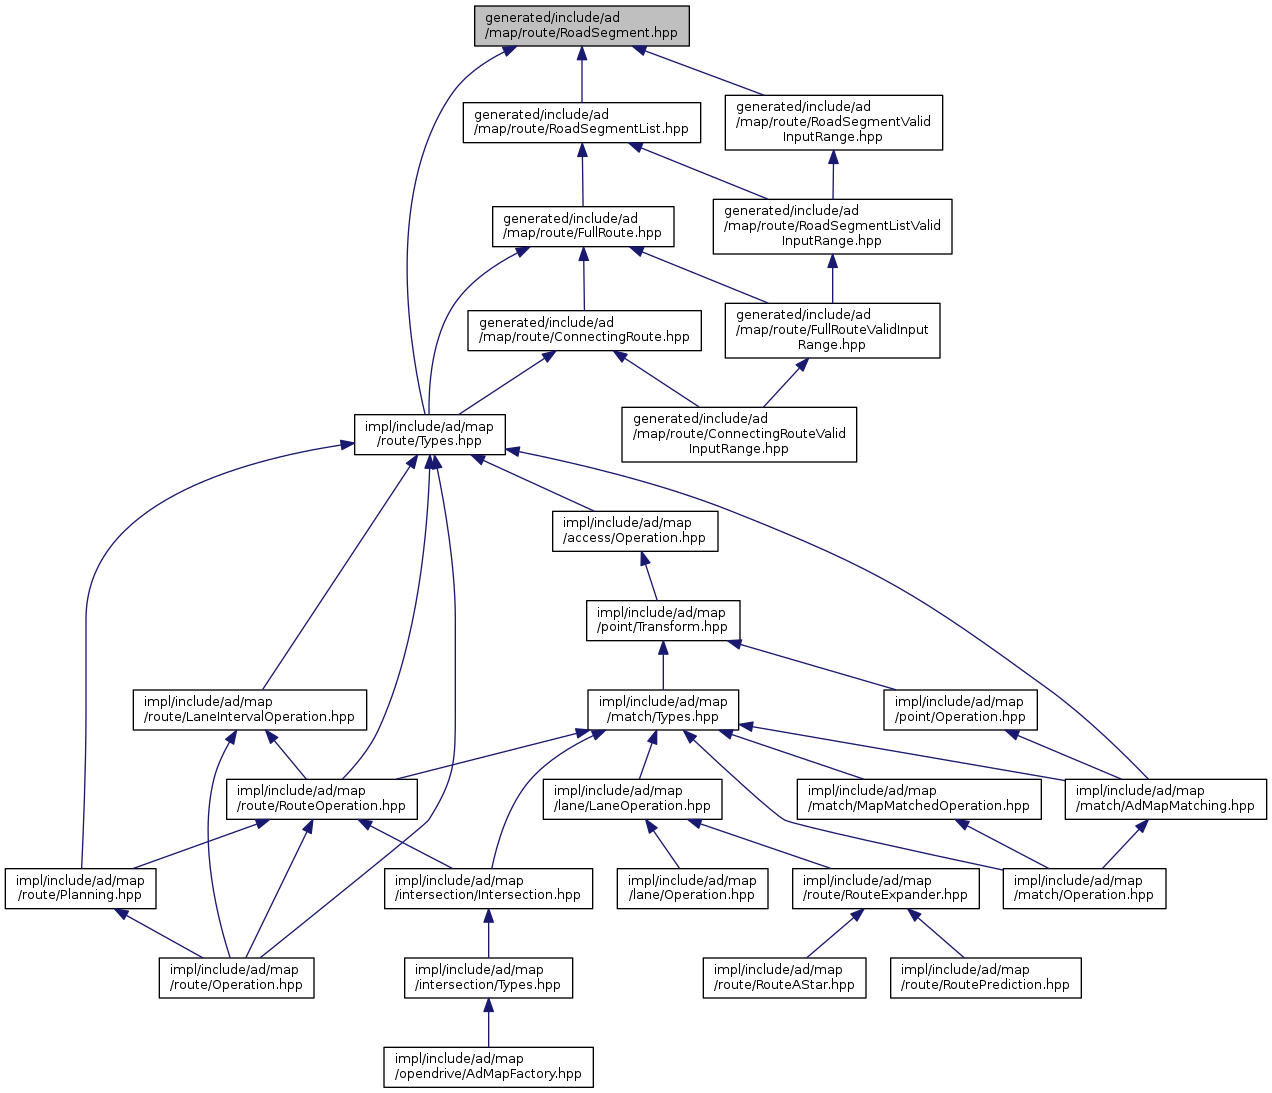 generated/include/ad
/map/route/RoadSegment.hpp
generated/include/ad
/map/route/RoadSegmentList.hpp
generated/include/ad
/map/route/RoadSegmentValid
InputRange.hpp
generated/include/ad
/map/route/FullRoute.hpp
generated/include/ad
/map/route/RoadSegmentListValid
InputRange.hpp
generated/include/ad
/map/route/ConnectingRoute.hpp
generated/include/ad
/map/route/FullRouteValidInput
Range.hpp
impl/include/ad/map
/route/Types.hpp
generated/include/ad
/map/route/ConnectingRouteValid
InputRange.hpp
impl/include/ad/map
/access/Operation.hpp
impl/include/ad/map
/point/Transform.hpp
impl/include/ad/map
/route/LaneIntervalOperation.hpp
impl/include/ad/map
/match/Types.hpp
impl/include/ad/map
/point/Operation.hpp
impl/include/ad/map
/route/RouteOperation.hpp
impl/include/ad/map
/lane/LaneOperation.hpp
impl/include/ad/map
/match/MapMatchedOperation.hpp
impl/include/ad/map
/match/AdMapMatching.hpp
impl/include/ad/map
/route/Planning.hpp
impl/include/ad/map
/intersection/Intersection.hpp
impl/include/ad/map
/lane/Operation.hpp
impl/include/ad/map
/route/RouteExpander.hpp
impl/include/ad/map
/match/Operation.hpp
impl/include/ad/map
/route/Operation.hpp
impl/include/ad/map
/intersection/Types.hpp
impl/include/ad/map
/route/RouteAStar.hpp
impl/include/ad/map
/route/RoutePrediction.hpp
impl/include/ad/map
/opendrive/AdMapFactory.hpp